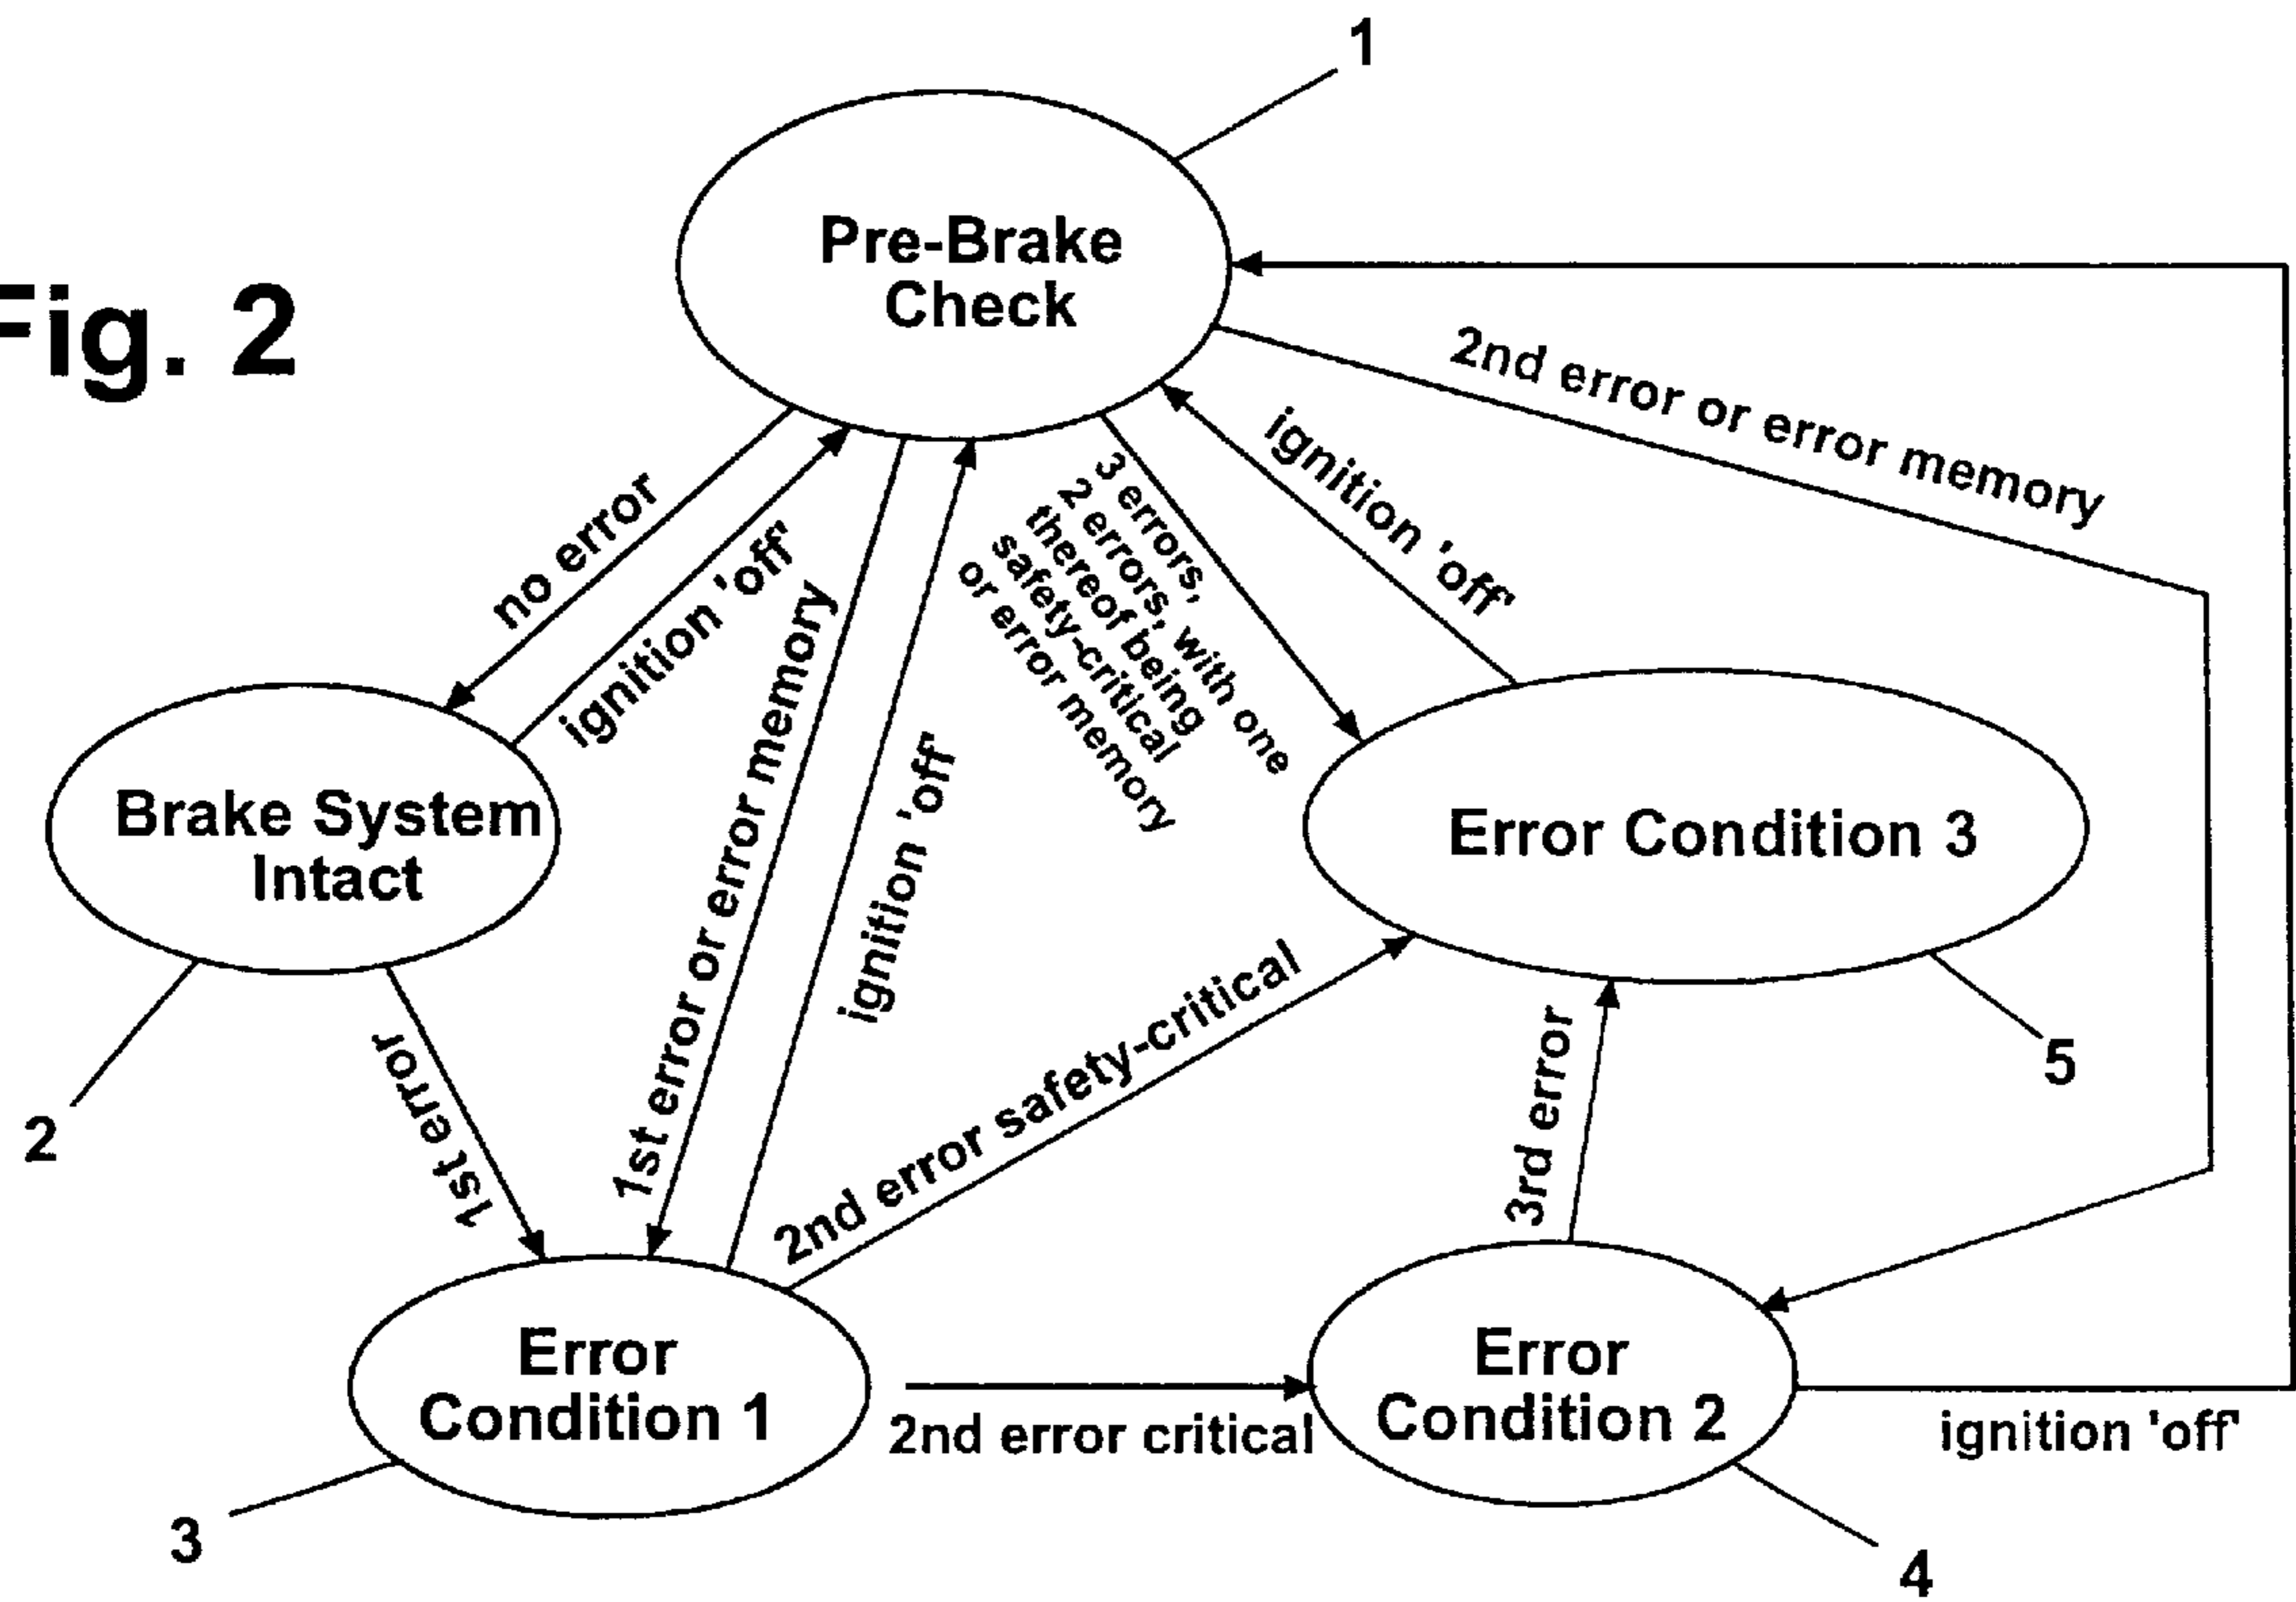 1
Fig. 2
Pre-Brake
Check
2nd error or error memory
ignition 'off'
3 errors,
2 errors, with one
thereof being
safety-critical
or error memory
no error
ignition 'off'
1st error or error memory
ignition 'off'
Brake System
Intact
Error Condition 3
2nd error safety-critical
1st error
3rd error
5
2
Error
Condition 1
2nd error critical
Error
Condition 2
ignition 'off'
3
4